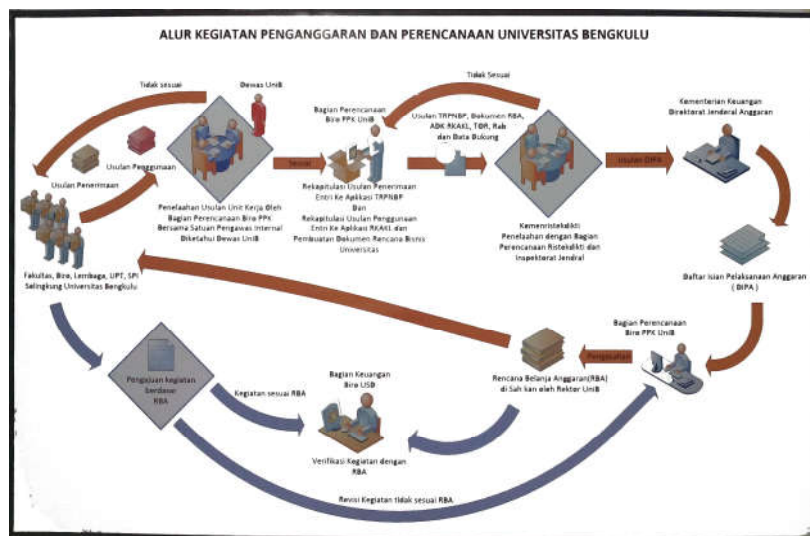 ALUR KEGIATAN PENGANGGARAN DAN PERENCANAAN UNIVERSITAS BENGKULU
Tidak sesuai
Dewas UniB
Usulan Penerimaan
Usulan Penggunaan
Penelaahan Usulan Unit Kerja Oleh
Bagian Perencanaan Biro PPK
Bersama Satuan Pengawas Internal
Diketahui Dewas UniB
Sesuai
Bagian Perencanaan
Biro PPK UniB
Rekapitulasi Usulan Penerimaan
Entri Ke Aplikasi TRPNBP
Dan
Rekapitulasi Usulan Penggunaan
Entri Ke Aplikasi RKAKL dan
Pembuatan Dokumen Rencana Bisnis
Universitas
Tidak Sesuai
Usulan TRPNBP, Dokumen RBA,
ADK RKAKL, TOR, Rab
dan Data Dukung
Kemenristekdikti
Penelaahan dengan Bagian
Perencanaan Ristekdikti dan
Inspektorat Jendral
Usulan DIPA
Kementerian Keuangan
Direktorat Jenderal Anggaran
Daftar Isian Pelaksanaan Anggaran
( DIPA )
Fakultas, Biro, Lembaga, UPT, SPI
Selingkung Universitas Bengkulu
Bagian Perencanaan
Biro PPK UniB
Pengesahan
Rencana Belanja Anggaran(RBA)
di Sah kan oleh Rektor UniB
Pengajuan kegiatan
berdasar
RBA
Kegiatan sesuai RBA
Bagian Keuangan
Biro USD
Verifikasi Kegiatan dengan
RBA
Revisi Kegiatan tidak sesuai RBA